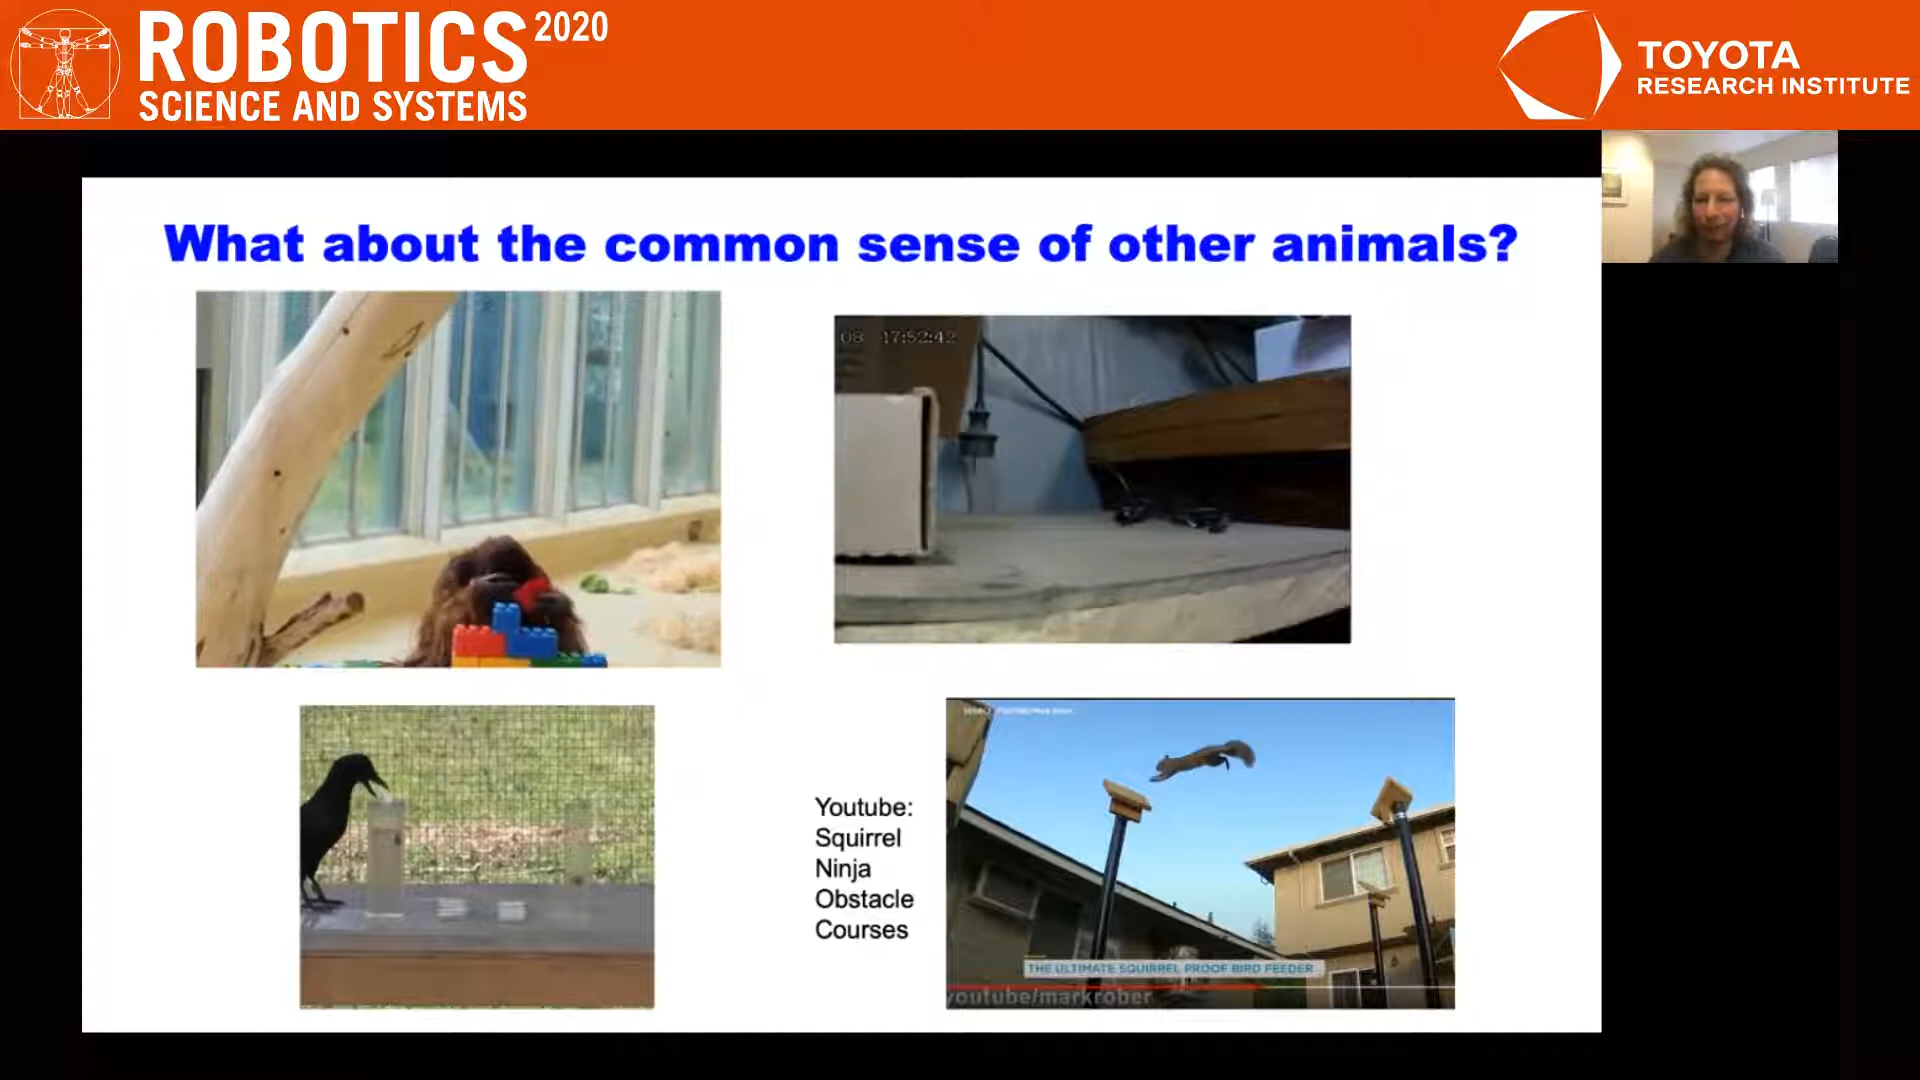 ROBOTICS 2020
SCIENCE AND SYSTEMS
TOYOTA
RESEARCH INSTITUTE
What about the common sense of other animals?
08 17:52:42
Youtube:
Squirrel
Ninja
Obstacle
Courses
THE ULTIMATE SQUIRREL PROOF BIRD FEEDER
youtube/markrober